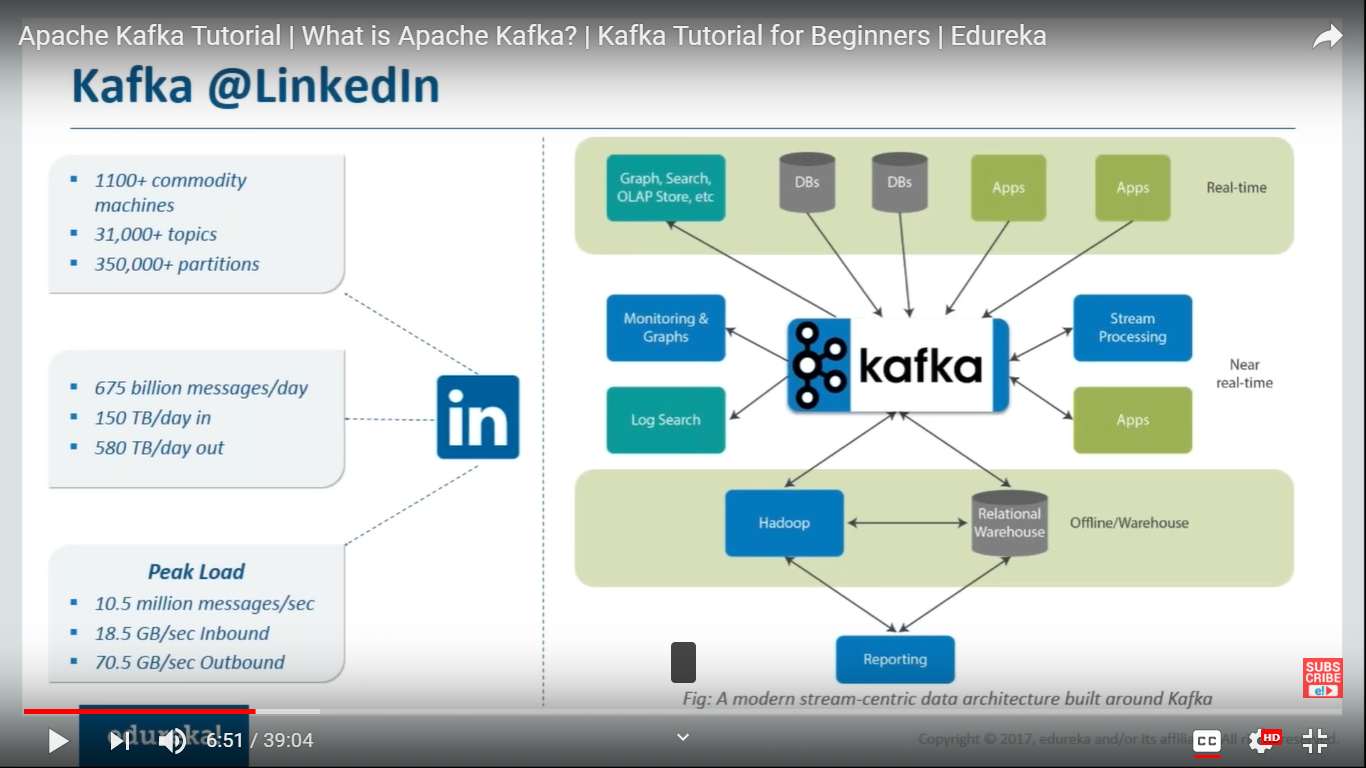 Apache Kafka Tutorial | What is Apache Kafka? | Kafka Tutorial for Beginners | Edureka
Kafka @LinkedIn
1100+ commodity
machines
31,000+ topics
350,000+ partitions
675 billion messages/day
150 TB/day in
580 TB/day out
in
Peak Load
10.5 million messages/sec
18.5 GB/sec Inbound
70.5 GB/sec Outbound
Graph, Search,
OLAP Store, etc
DBs
DBs
Apps
Apps
Real-time
Monitoring &
Graphs
kafka
Stream
Processing
Near
real-time
Log Search
Apps
Hadoop
Relational
Warehouse
Offline/Warehouse
Reporting
Fig: A modern stream-centric data architecture built around Kafka
SUBS
CRIBE
e!
edureka!
6:51 / 39:04
Copyright © 2017, edureka and/or its
All
CC
HD